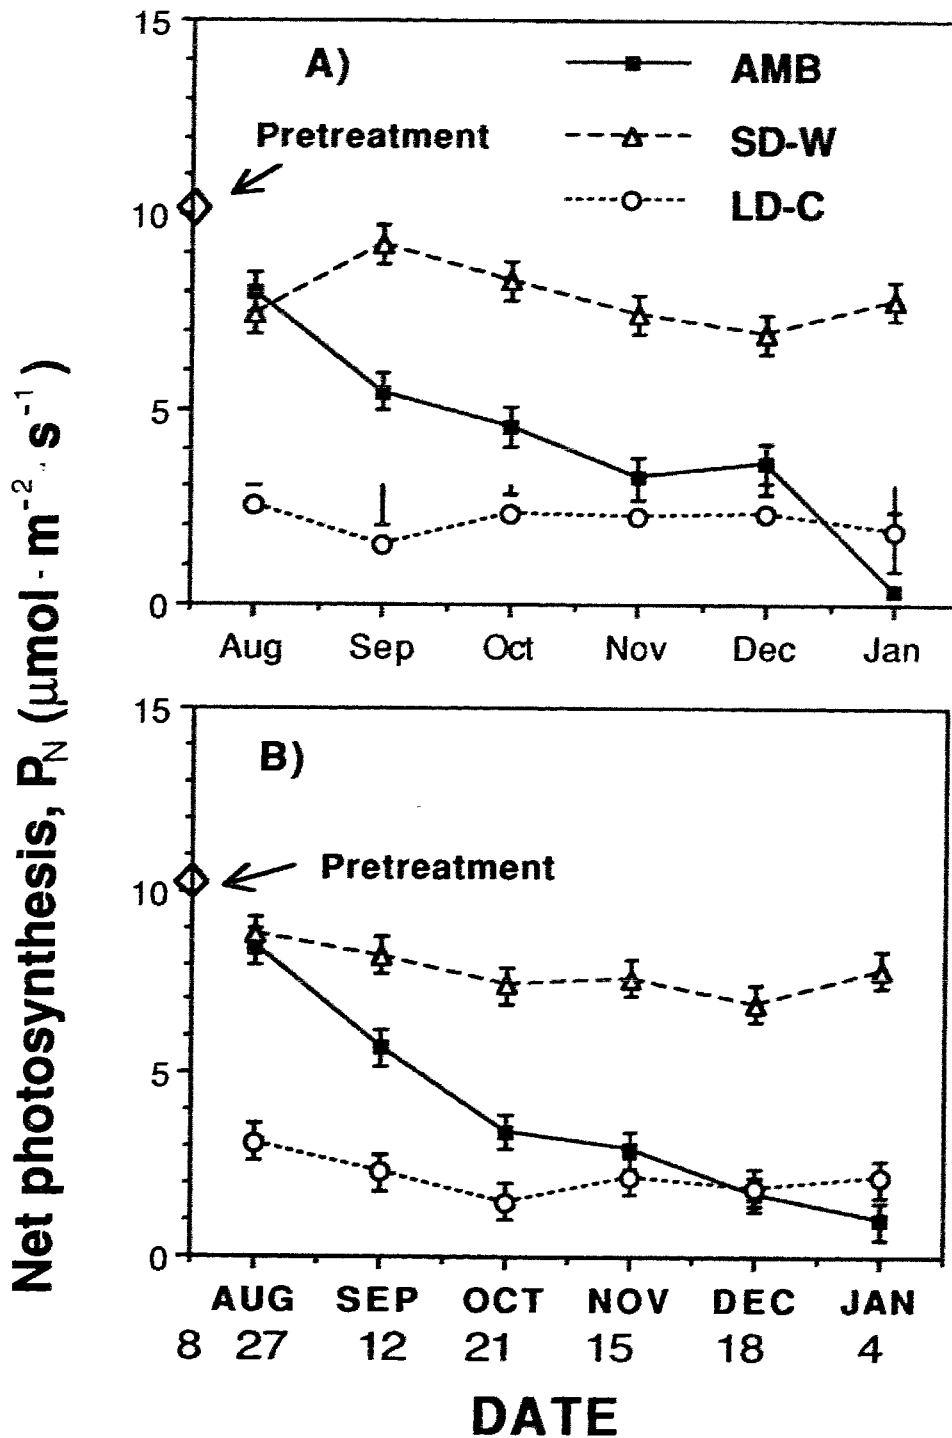 15
A)
AMB
Pretreatment
SD-W
LD-C
10
5
0
Aug Sep Oct Nov Dec Jan
Net photosynthesis, PN (μmol · m⁻² · s⁻¹)
15
B)
Pretreatment
10
5
0
AUG SEP OCT NOV DEC JAN
8 27 12 21 15 18 4
DATE